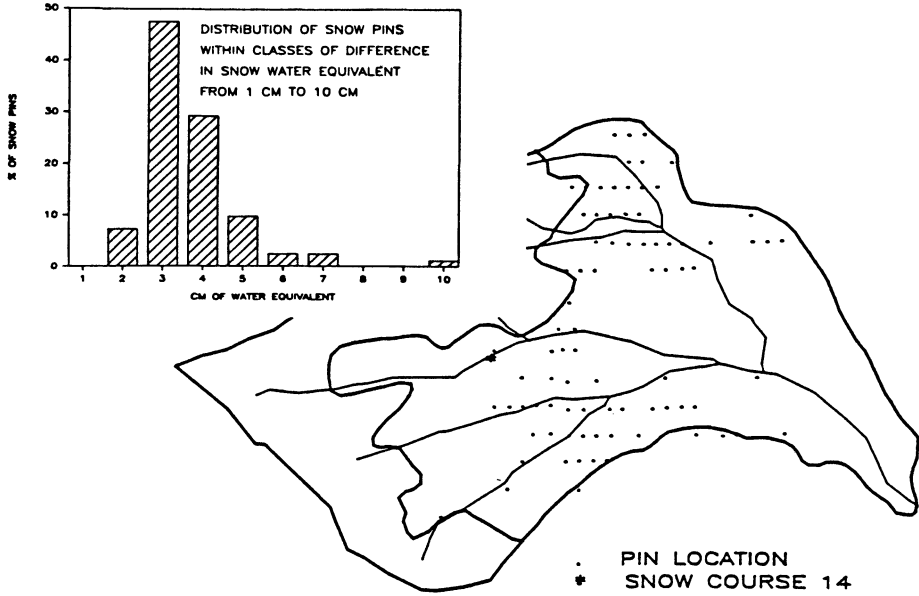 50
40
30
20
10
0
% OF SNOW PINS
DISTRIBUTION OF SNOW PINS
WITHIN CLASSES OF DIFFERENCE
IN SNOW WATER EQUIVALENT
FROM 1 CM TO 10 CM
1 2 3 4 5 6 7 8 9 10
CM OF WATER EQUIVALENT
. PIN LOCATION
* SNOW COURSE 14